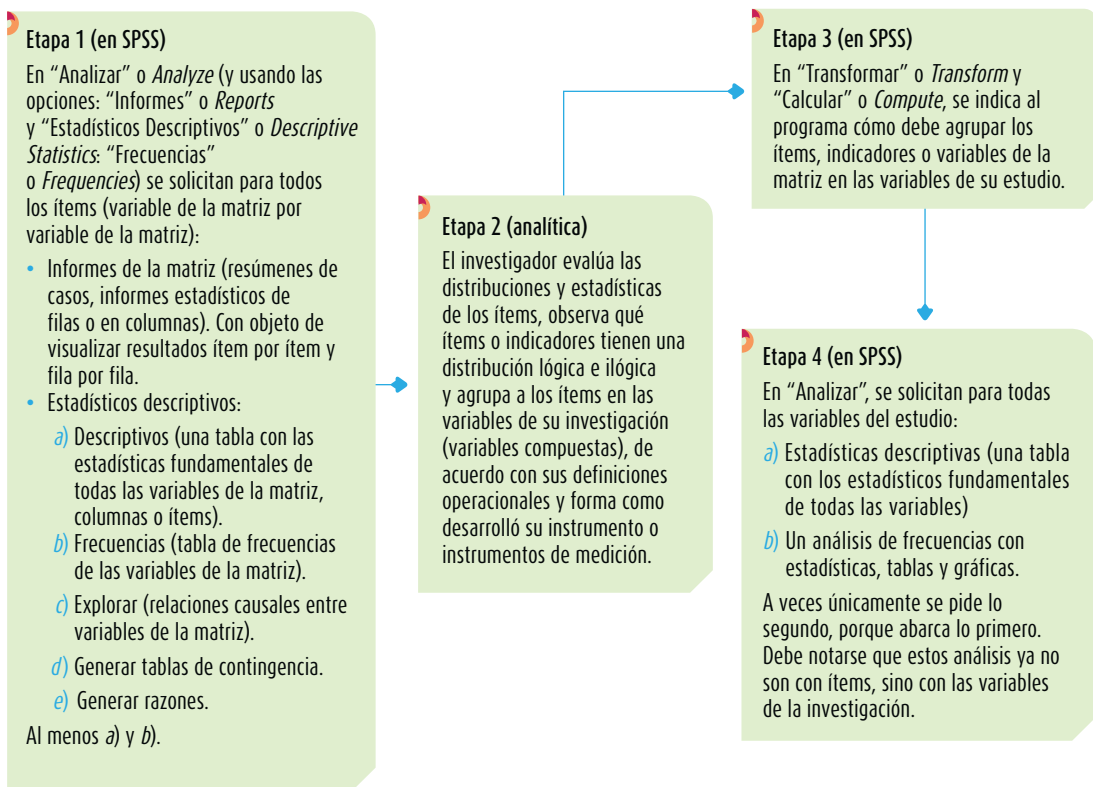 Etapa 1 (en SPSS)
En “Analizar” o Analyze (y usando las
opciones: “Informes” o Reports
y “Estadísticos Descriptivos” o Descriptive
Statistics: “Frecuencias”
o Frequencies) se solicitan para todos
los ítems (variable de la matriz por
variable de la matriz):
• Informes de la matriz (resúmenes de
casos, informes estadísticos de
filas o en columnas). Con objeto de
visualizar resultados ítem por ítem y
fila por fila.
• Estadísticos descriptivos:
a) Descriptivos (una tabla con las
estadísticas fundamentales de
todas las variables de la matriz,
columnas o ítems).
b) Frecuencias (tabla de frecuencias
de las variables de la matriz).
c) Explorar (relaciones causales entre
variables de la matriz).
d) Generar tablas de contingencia.
e) Generar razones.
Al menos a) y b).
Etapa 2 (analítica)
El investigador evalúa las
distribuciones y estadísticas
de los ítems, observa qué
ítems o indicadores tienen una
distribución lógica e ilógica
y agrupa a los ítems en las
variables de su investigación
(variables compuestas), de
acuerdo con sus definiciones
operacionales y forma como
desarrolló su instrumento o
instrumentos de medición.
Etapa 3 (en SPSS)
En “Transformar” o Transform y
“Calcular” o Compute, se indica al
programa cómo debe agrupar los
ítems, indicadores o variables de la
matriz en las variables de su estudio.
Etapa 4 (en SPSS)
En “Analizar”, se solicitan para todas
las variables del estudio:
a) Estadísticas descriptivas (una tabla
con los estadísticos fundamentales
de todas las variables)
b) Un análisis de frecuencias con
estadísticas, tablas y gráficas.
A veces únicamente se pide lo
segundo, porque abarca lo primero.
Debe notarse que estos análisis ya no
son con ítems, sino con las variables
de la investigación.